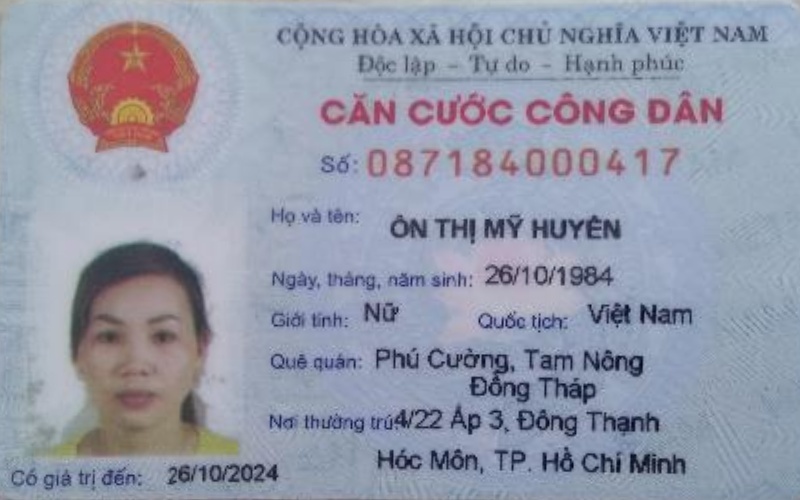 CỘNG HÒA XÃ HỘI CHỦ NGHĨA VIỆT NAM
Độc lập - Tự do - Hạnh phúc
CĂN CƯỚC CÔNG DÂN
Số: 087184000417
Họ và tên: ÔN THỊ MỸ HUYÊN
Ngày, tháng, năm sinh: 26/10/1984
Giới tính: Nữ Quốc tịch: Việt Nam
Quê quán: Phú Cường, Tam Nông
Đồng Tháp
Nơi thường trú: 4/22 Ấp 3, Đông Thạnh
Hóc Môn, TP. Hồ Chí Minh
Có giá trị đến: 26/10/2024